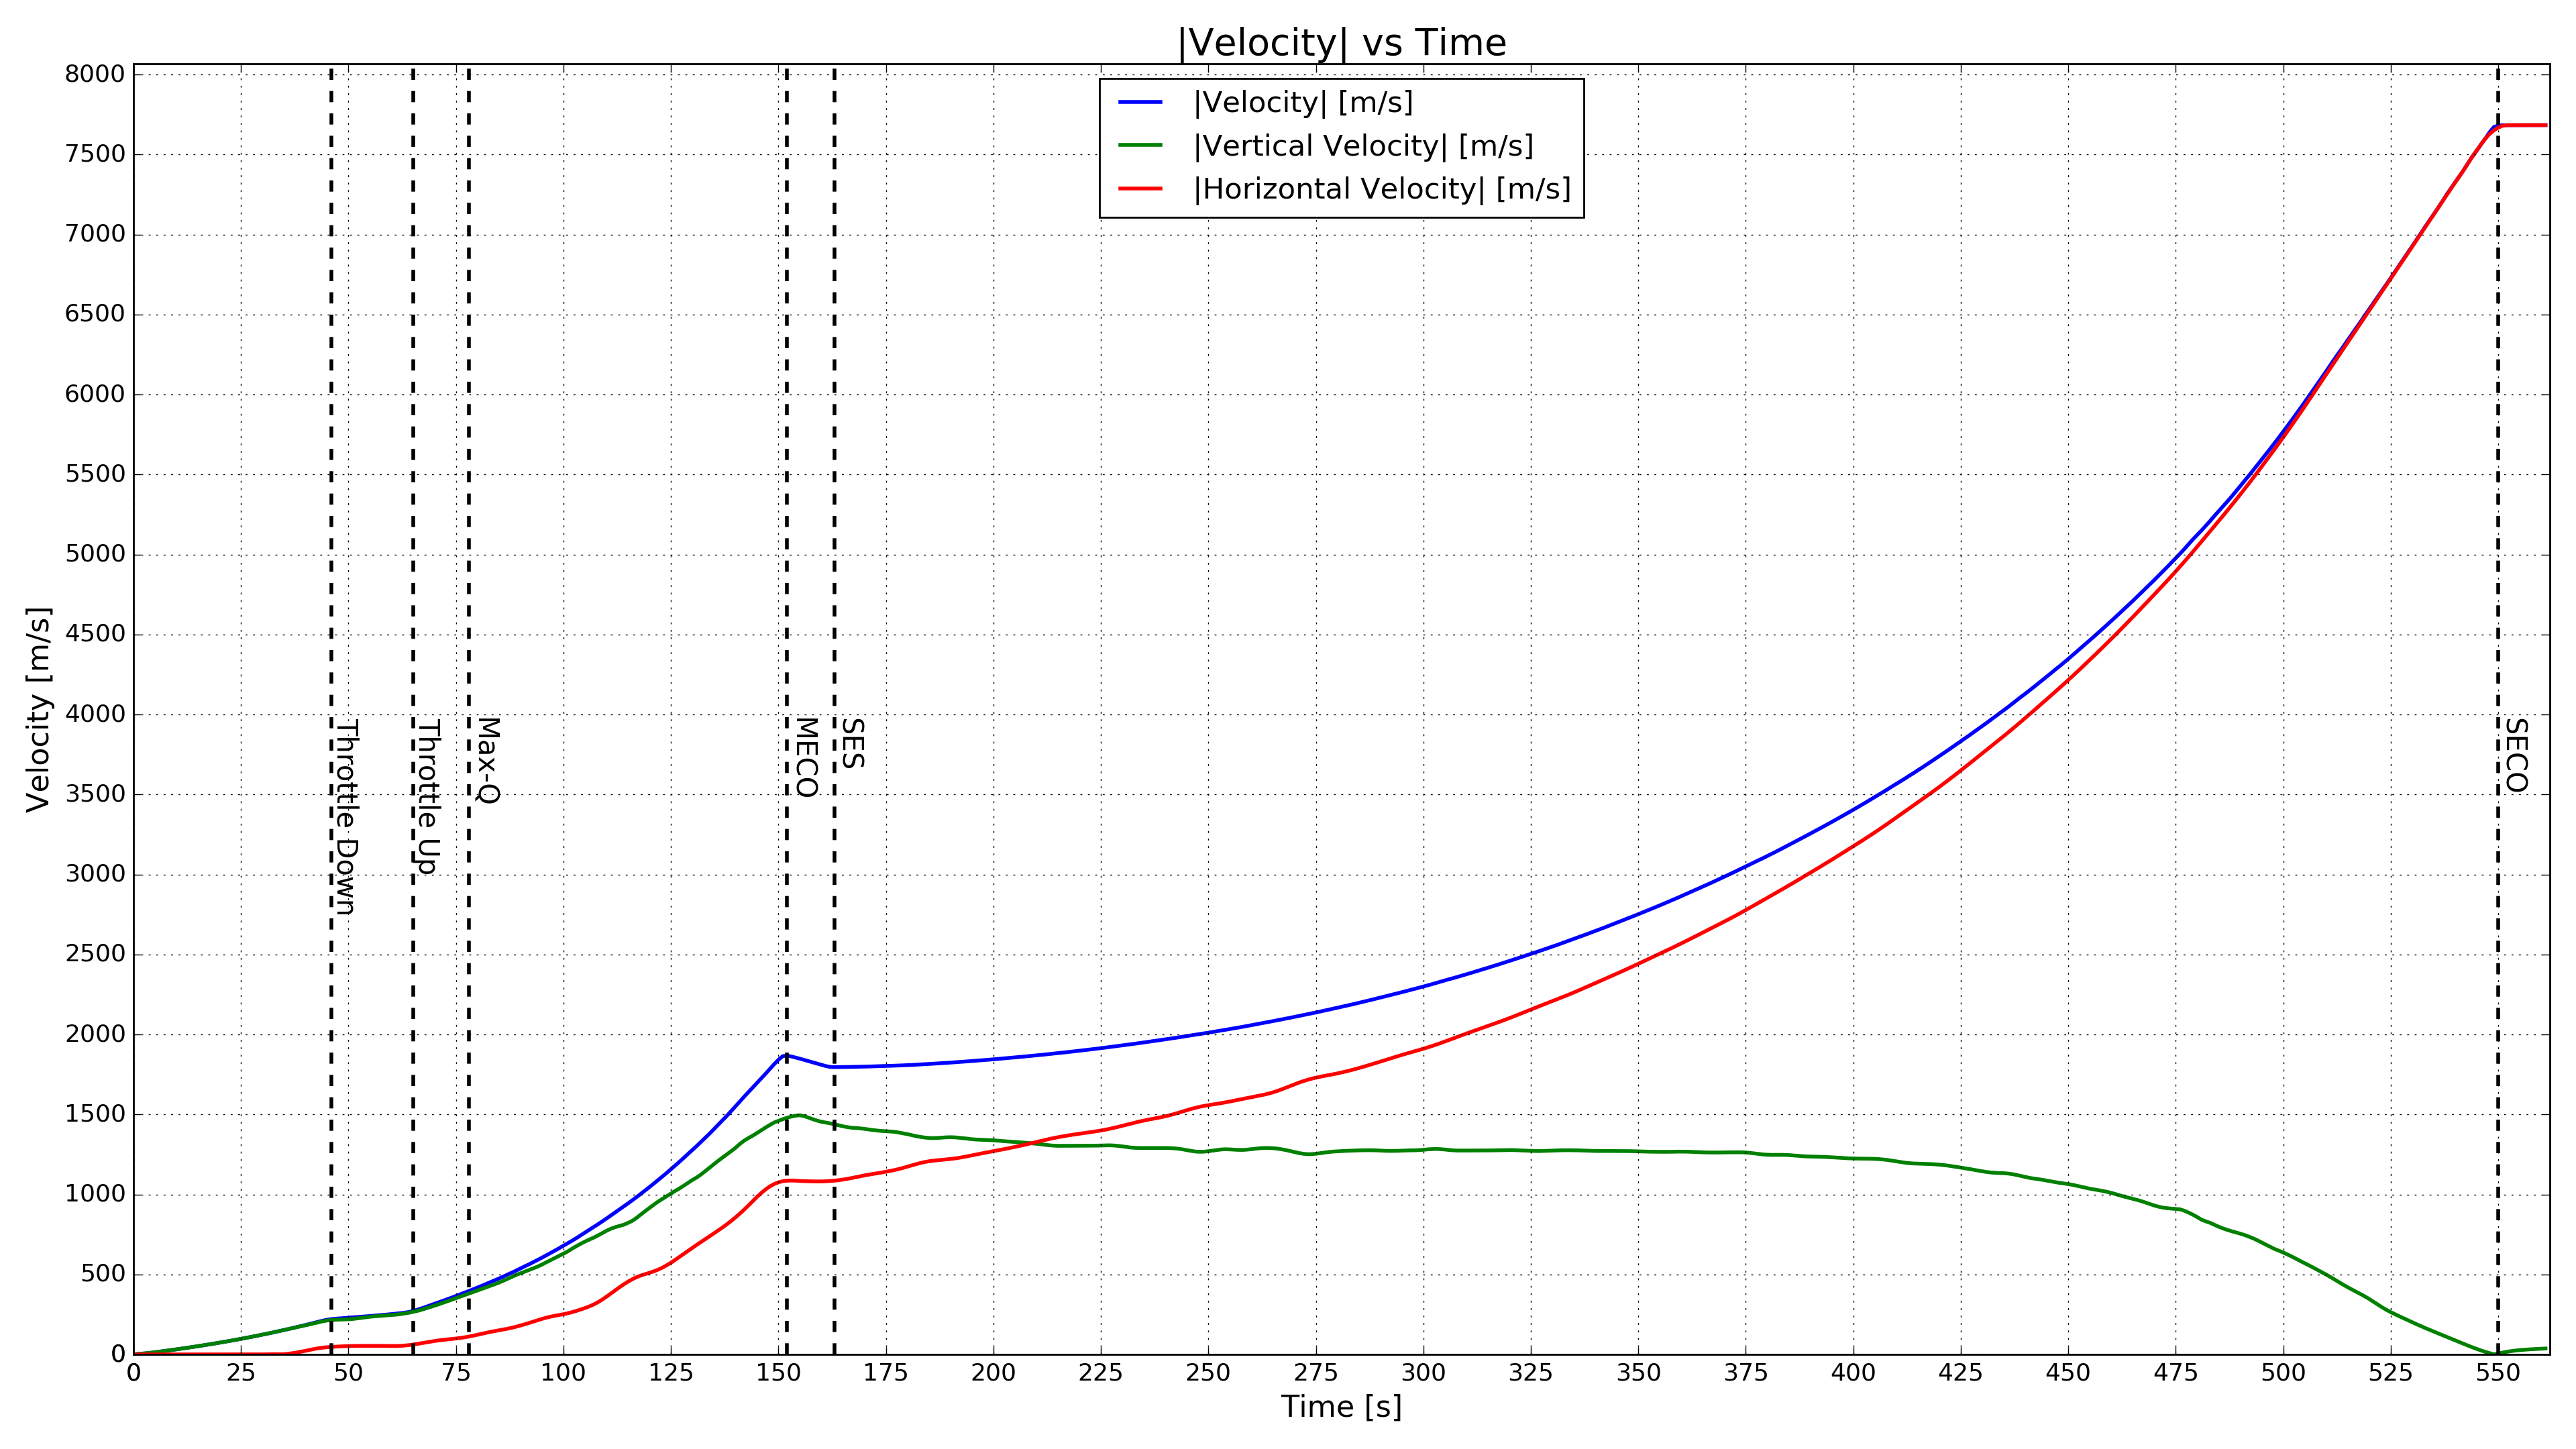 |Velocity| vs Time
|Velocity| [m/s]
|Vertical Velocity| [m/s]
|Horizontal Velocity| [m/s]
Velocity [m/s]
8000
7500
7000
6500
6000
5500
5000
4500
4000
3500
3000
2500
2000
1500
1000
500
0
Throttle Down
Throttle Up
Max-Q
MECO
SES
SECO
0 25 50 75 100 125 150 175 200 225 250 275 300 325 350 375 400 425 450 475 500 525 550
Time [s]